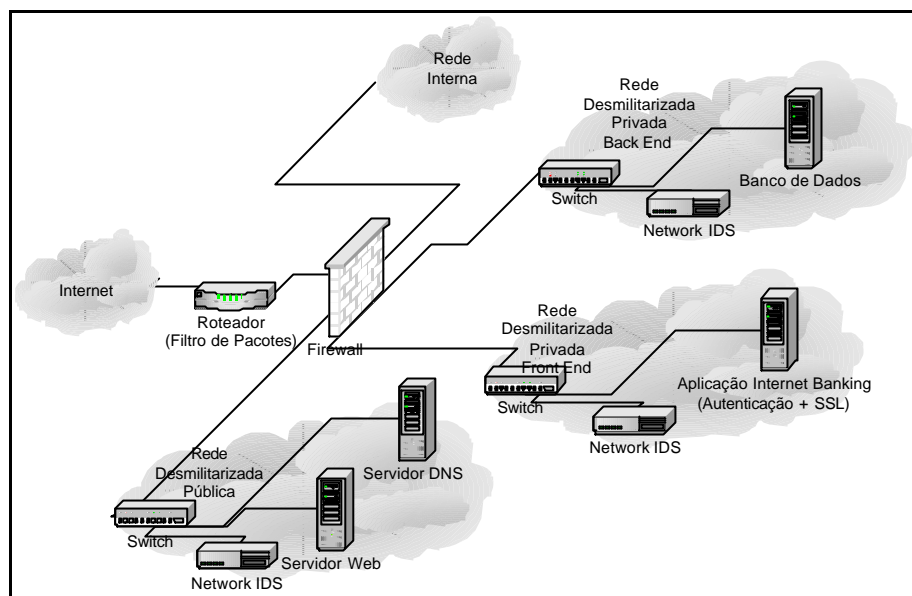 Rede
Interna
Rede
Desmilitarizada
Privada
Back End
Banco de Dados
Switch
Network IDS
Internet
Roteador
(Filtro de Pacotes)
Firewall
Rede
Desmilitarizada
Privada
Front End
Switch
Aplicação Internet Banking
(Autenticação + SSL)
Network IDS
Servidor DNS
Rede
Desmilitarizada
Pública
Switch
Servidor Web
Network IDS